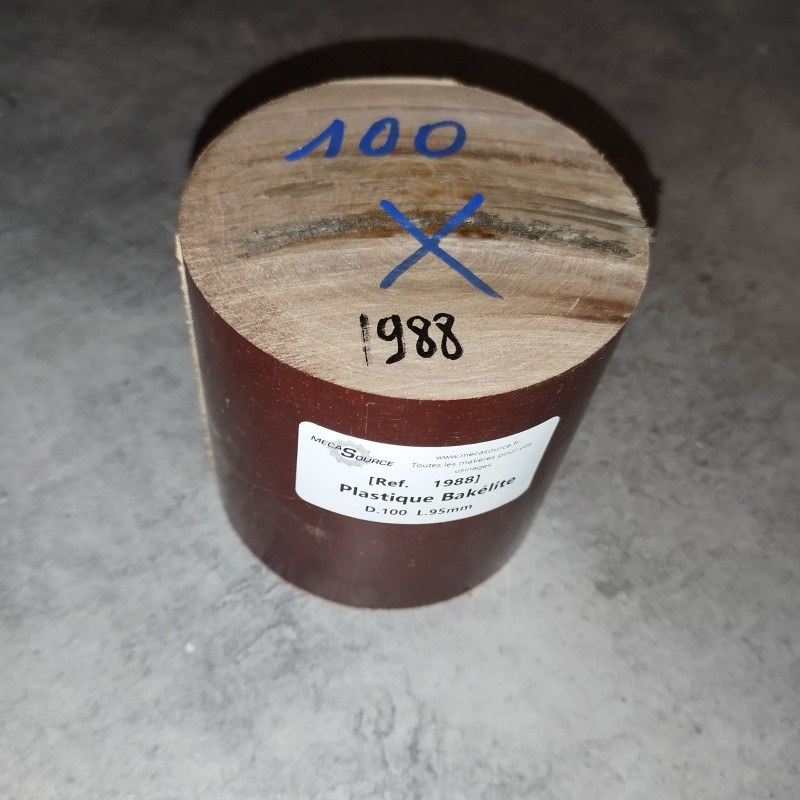 100
X
1988
MECASOURCE
www.mecasource.fr
Toutes les matières pour vos
usinages
[Ref. 1988]
Plastique Bakélite
D.100 L.95mm